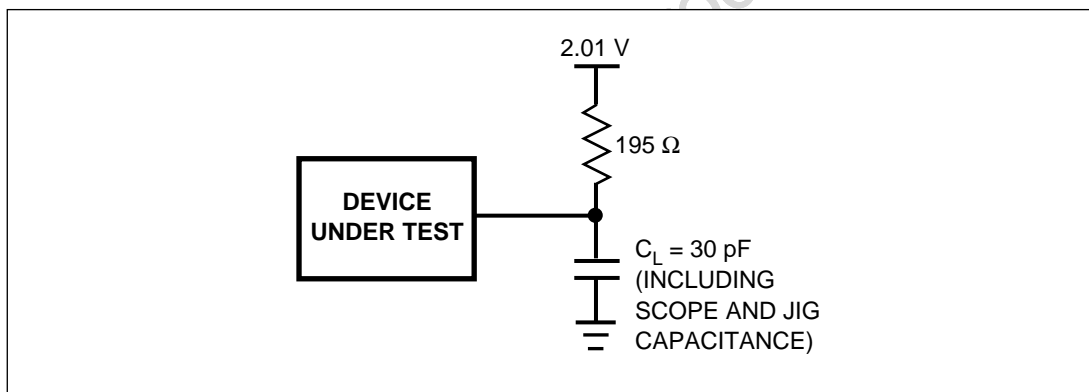 2.01 V
195 Ω
DEVICE
UNDER TEST
C_L = 30 pF
(INCLUDING
SCOPE AND JIG
CAPACITANCE)